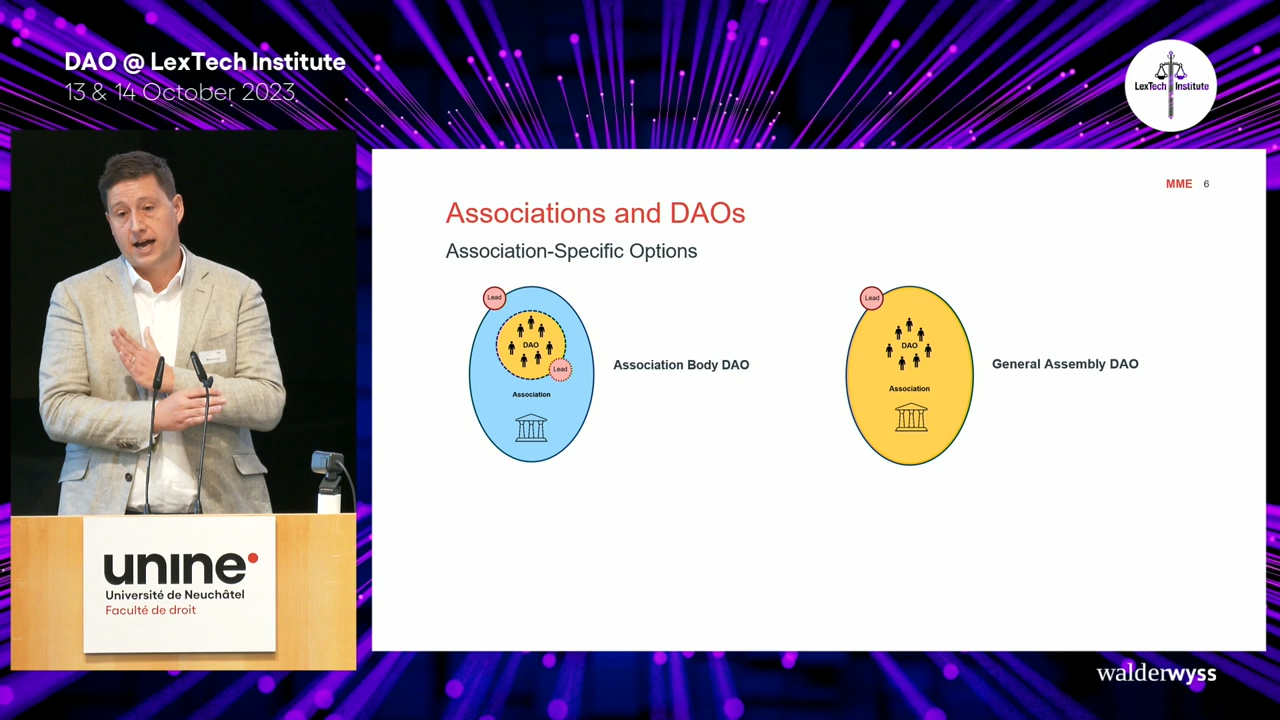 DAO @ LexTech Institute
13 & 14 October 2023
LexTech Institute
MME 6
Associations and DAOs
Association-Specific Options
Lead
DAO
Lead
Association
Association Body DAO
Lead
DAO
Association
General Assembly DAO
unine
Université de Neuchâtel
Faculté de droit
walderwyss